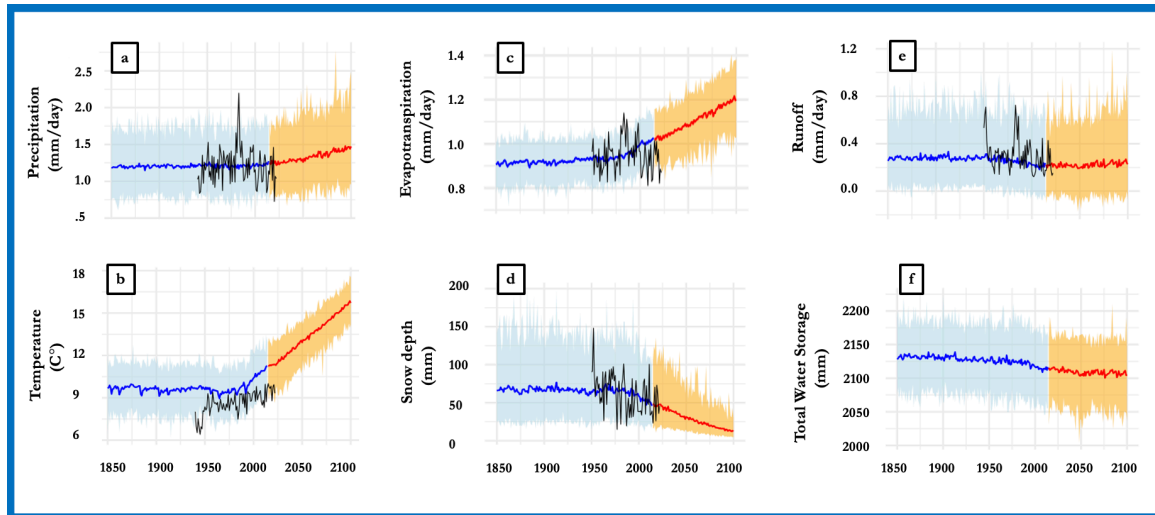 a
Precipitation
(mm/day)
2.5
2.0
1.5
1.0
.5
c
Evapotranspiration
(mm/day)
1.4
1.2
1.0
0.8
e
Runoff
(mm/day)
1.2
0.8
0.4
0.0
b
Temperature
(C°)
18
15
12
9
6
1850 1900 1950 2000 2050 2100
d
Snow depth
(mm)
200
150
100
50
0
1850 1900 1950 2000 2050 2100
f
Total Water Storage
(mm)
2200
2150
2100
2050
2000
1850 1900 1950 2000 2050 2100